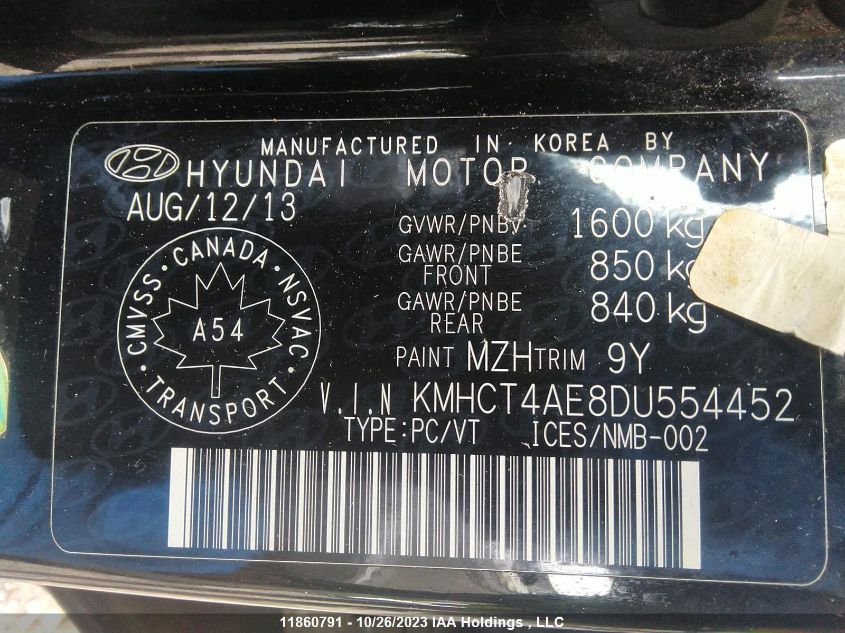 MANUFACTURED IN KOREA BY
HYUNDAI MOTOR COMPANY
AUG/12/13
GVWR/PNBV 1600 kg
GAWR/PNBE FRONT 850 kg
GAWR/PNBE REAR 840 kg
CANADA
CMVSS · NSVAC
A54
TRANSPORT
PAINT MZH TRIM 9Y
V.I.N KMHCT4AE8DU554452
TYPE:PC/VT ICES/NMB-002
11860791 - 10/26/2023 IAA Holdings , LLC